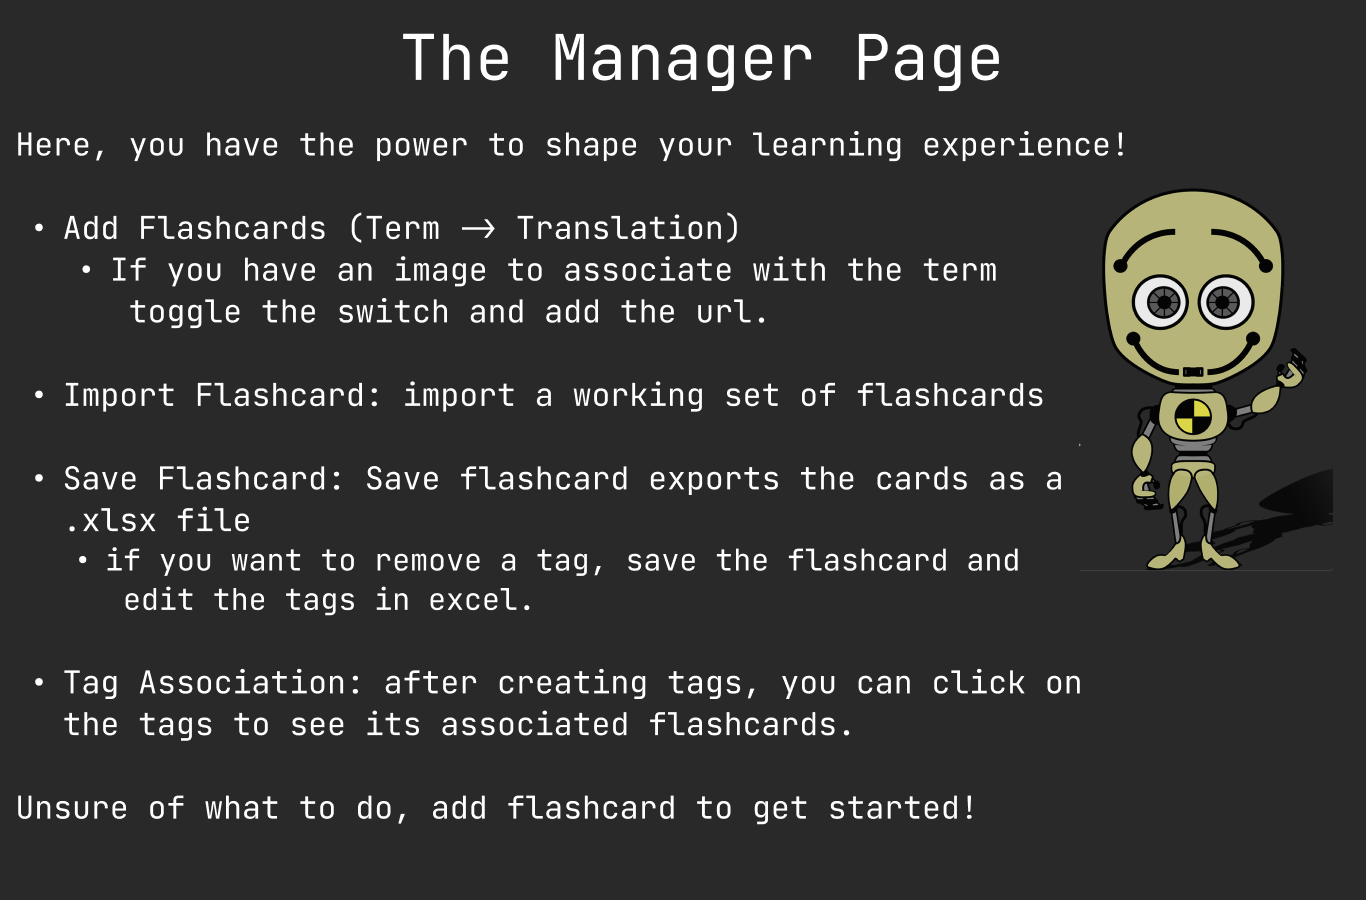 The Manager Page
Here, you have the power to shape your learning experience!
• Add Flashcards (Term → Translation)
• If you have an image to associate with the term
toggle the switch and add the url.
• Import Flashcard: import a working set of flashcards
• Save Flashcard: Save flashcard exports the cards as a
.xlsx file
• if you want to remove a tag, save the flashcard and
edit the tags in excel.
• Tag Association: after creating tags, you can click on
the tags to see its associated flashcards.
Unsure of what to do, add flashcard to get started!